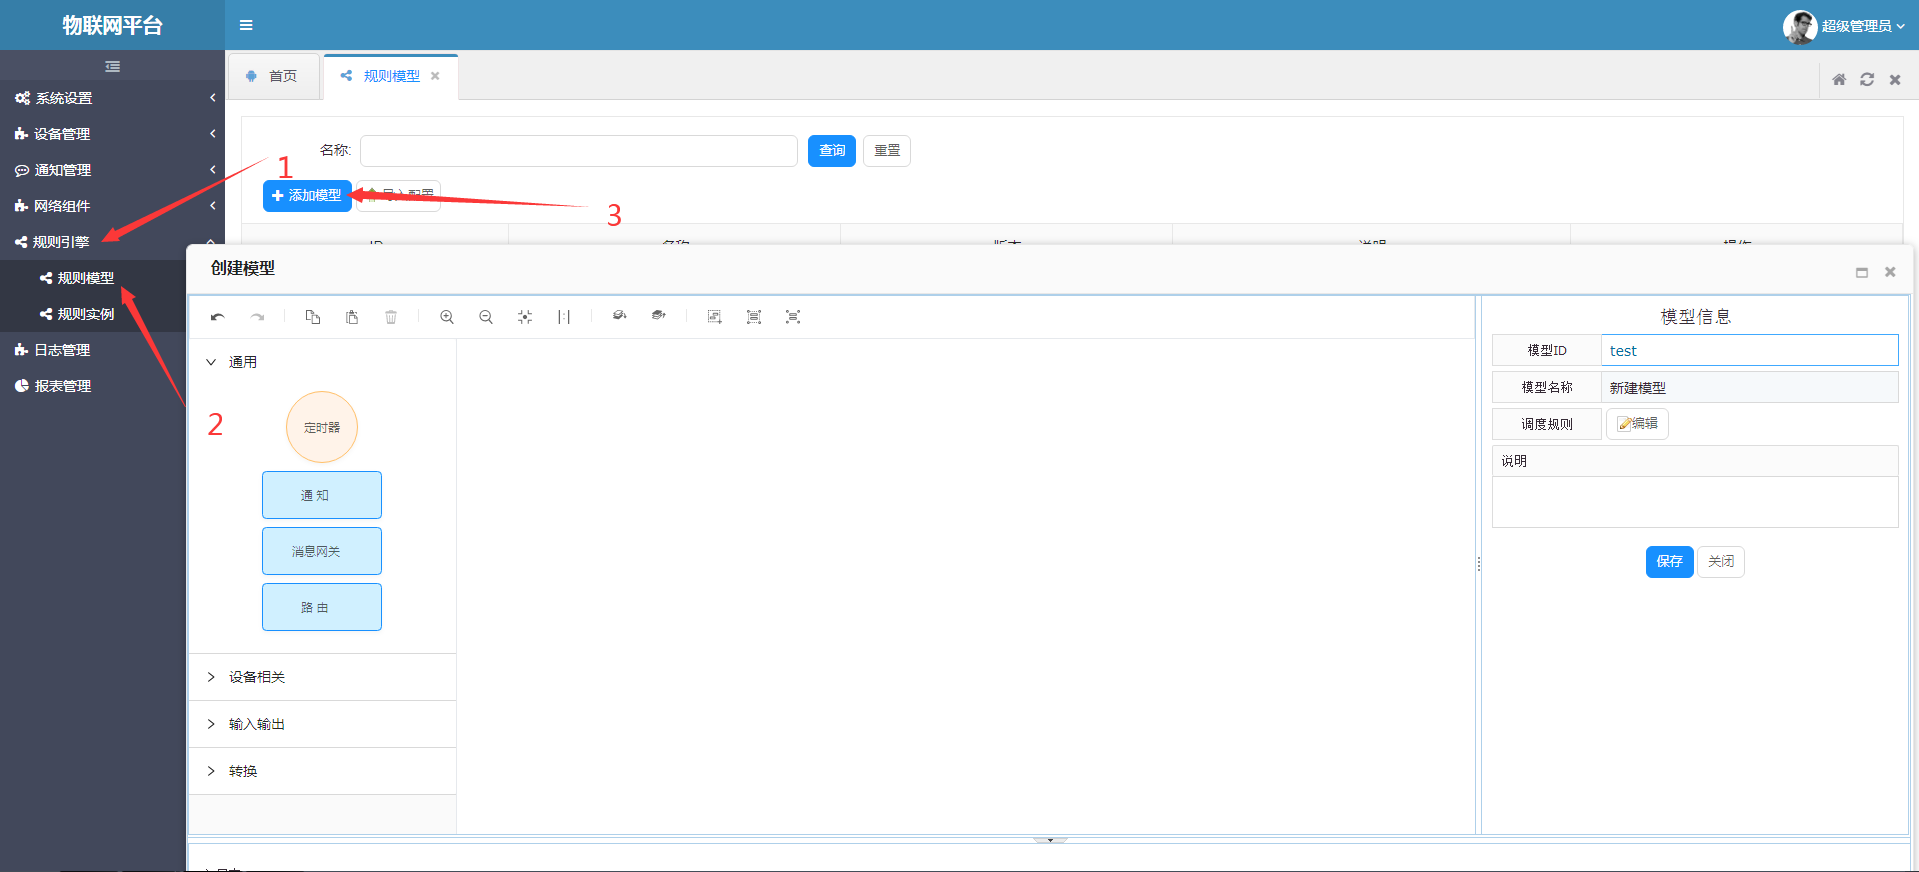 物联网平台
超级管理员
首页
规则模型
系统设置
设备管理
通知管理
网络组件
规则引擎
规则模型
规则实例
日志管理
报表管理
名称:
查询
重置
添加模型
1
2
3
创建模型
通用
定时器
通 知
消息网关
路 由
设备相关
输入输出
转换
模型信息
模型ID
test
模型名称
新建模型
调度规则
编辑
说明
保存
关闭